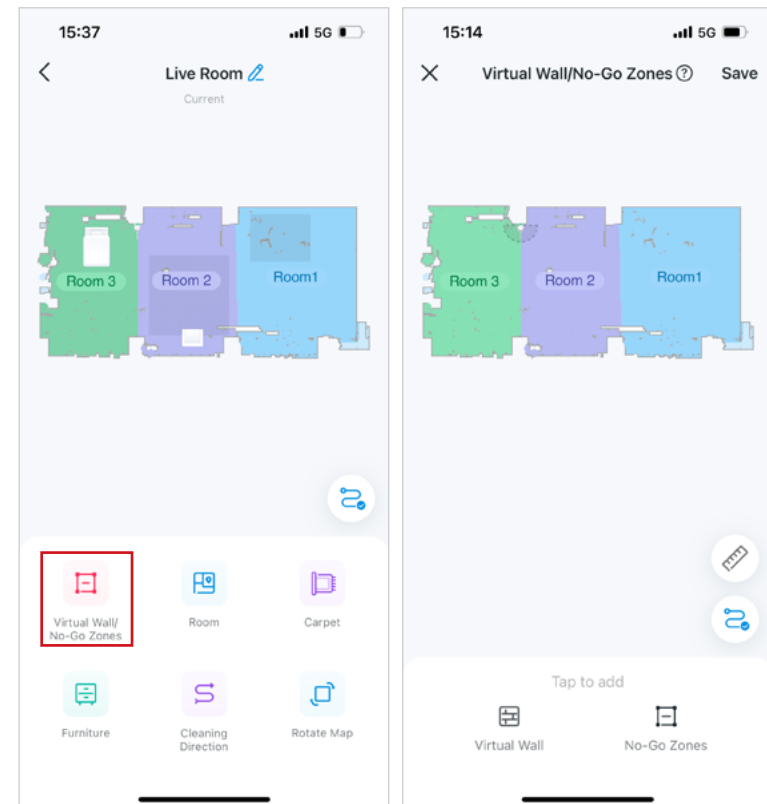 15:37
5G
Live Room
Current
Room 3
Room 2
Room1
Virtual Wall/
No-Go Zones
Room
Carpet
Furniture
Cleaning
Direction
Rotate Map
15:14
5G
Virtual Wall/No-Go Zones
Save
Room 3
Room 2
Room1
Tap to add
Virtual Wall
No-Go Zones